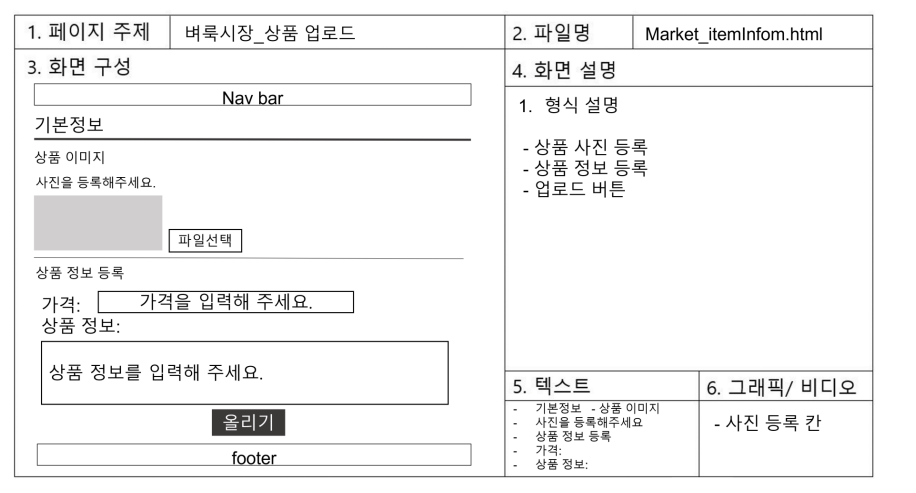 1. 페이지 주제
벼룩시장_상품 업로드
2. 파일명
Market_itemInfom.html
3. 화면 구성
Nav bar
기본정보
상품 이미지
사진을 등록해주세요.
파일선택
상품 정보 등록
가격:
가격을 입력해 주세요.
상품 정보:
상품 정보를 입력해 주세요.
올리기
footer
4. 화면 설명
1. 형식 설명
- 상품 사진 등록
- 상품 정보 등록
- 업로드 버튼
5. 텍스트
- 기본정보 - 상품 이미지
- 사진을 등록해주세요
- 상품 정보 등록
- 가격:
- 상품 정보:
6. 그래픽/ 비디오
- 사진 등록 칸